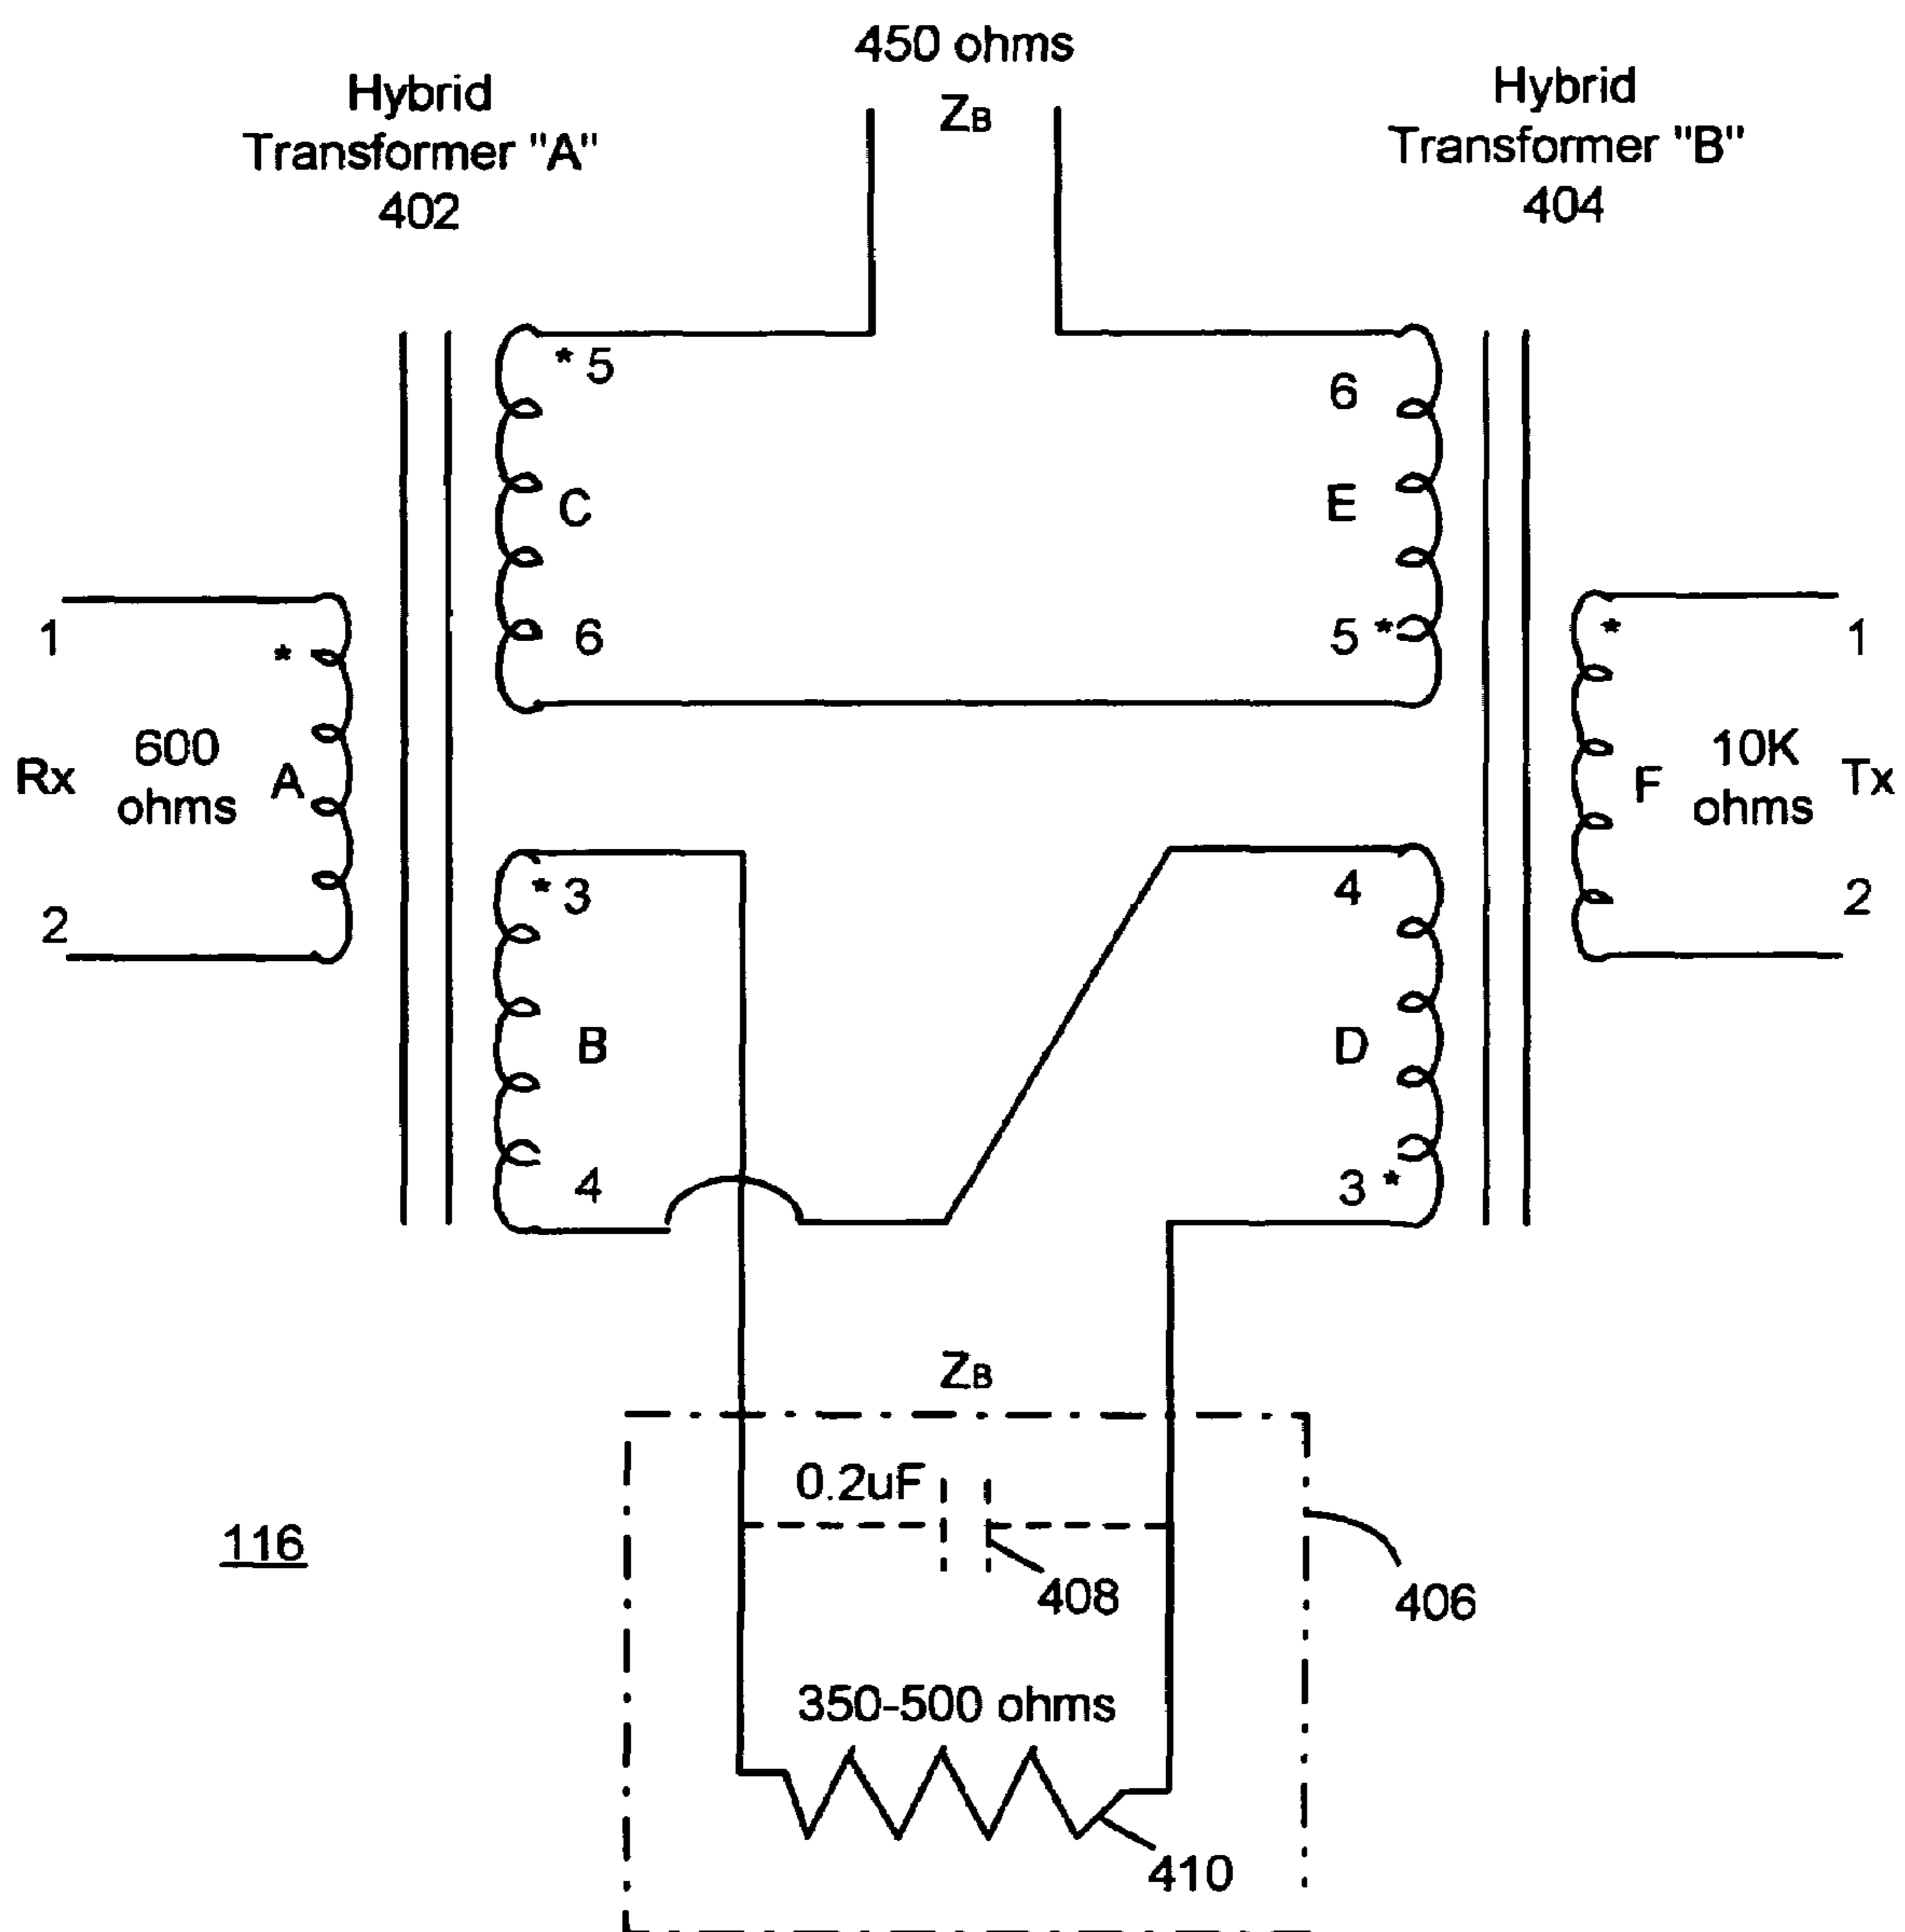 450 ohms
ZB
Hybrid
Transformer "A"
402
Hybrid
Transformer "B"
404
* 5
6
C
E
6
5 *
1
*
Rx
600
ohms
A
2
*
1
F
10K
ohms
Tx
2
* 3
4
B
D
4
3 *
ZB
0.2uF
408
406
116
350-500 ohms
410